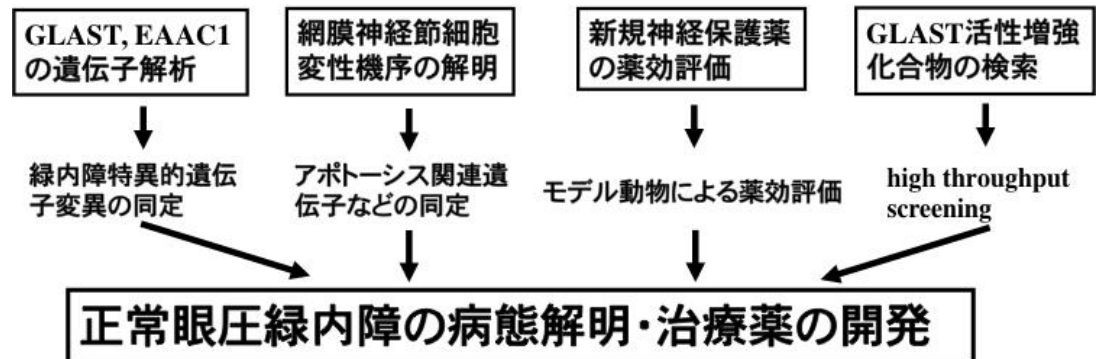 GLAST, EAAC1
の遺伝子解析
網膜神経節細胞
変性機序の解明
新規神経保護薬
の薬効評価
GLAST活性増強
化合物の検索
緑内障特異的遺伝
子変異の同定
アポトーシス関連遺
伝子などの同定
モデル動物による薬効評価
high throughput
screening
正常眼圧緑内障の病態解明・治療薬の開発